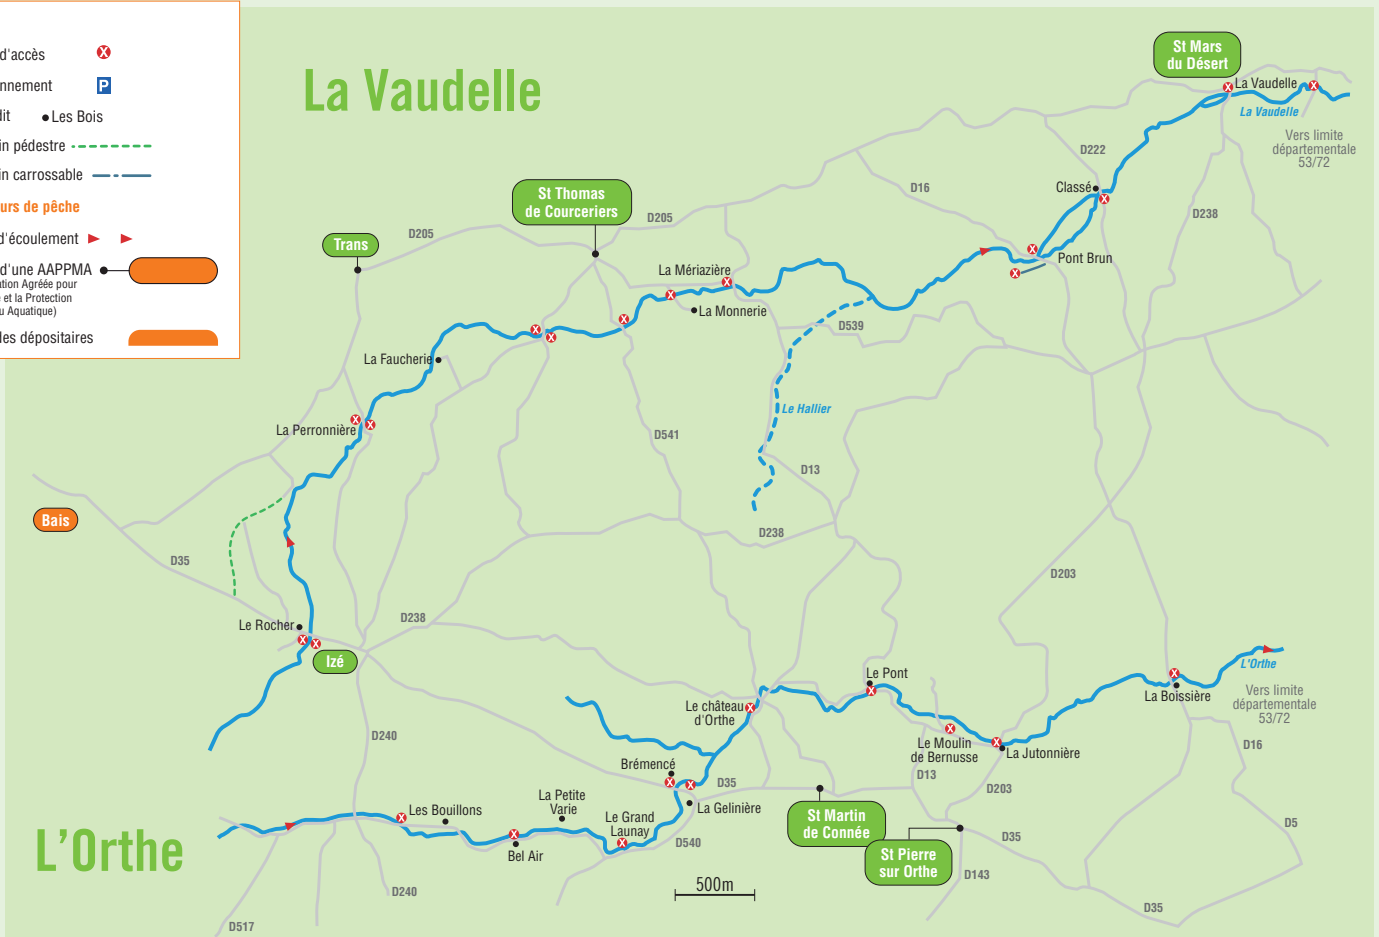 d'accès
nnement
dit
Les Bois
in pédestre
in carrossable
urs de pêche
d'écoulement
d'une AAPPMA
ation Agréée pour
e et la Protection
u Aquatique)
des dépositaires
La Vaudelle
St Mars
du Désert
La Vaudelle
La Vaudelle
Vers limite
départementale
53/72
D222
Classé
D16
D238
St Thomas
de Courceriers
D205
Trans
D205
Pont Brun
La Mériazière
La Monnerie
D539
La Faucherie
Le Hallier
La Perronnière
D541
D13
Bais
D238
D35
D203
Le Rocher
D238
Izé
L'Orthe
Le Pont
La Boissière
Vers limite
départementale
53/72
Le château
d'Orthe
D240
Le Moulin
de Bernusse
La Jutonnière
D16
Brémencé
D35
D13
D203
La Petite
Varie
Les Bouillons
La Gelinière
Le Grand
Launay
St Martin
de Connée
D5
L'Orthe
D540
D35
Bel Air
St Pierre
sur Orthe
D143
500m
D240
D35
D517
P